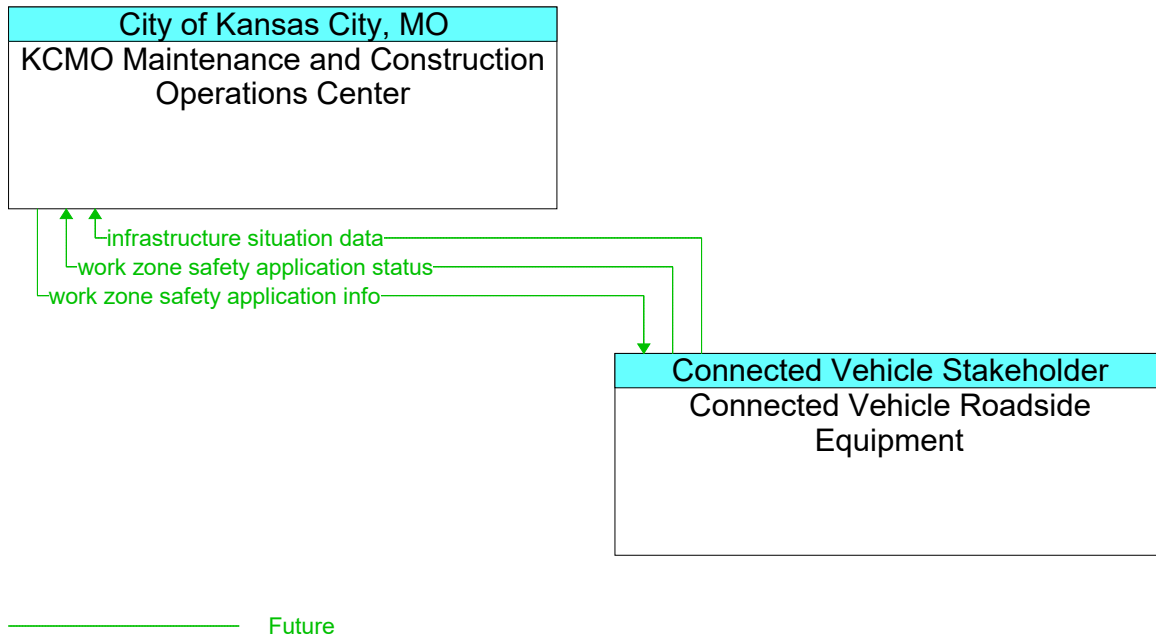 City of Kansas City, MO
KCMO Maintenance and Construction
Operations Center
infrastructure situation data
work zone safety application status
work zone safety application info
Connected Vehicle Stakeholder
Connected Vehicle Roadside
Equipment
Future